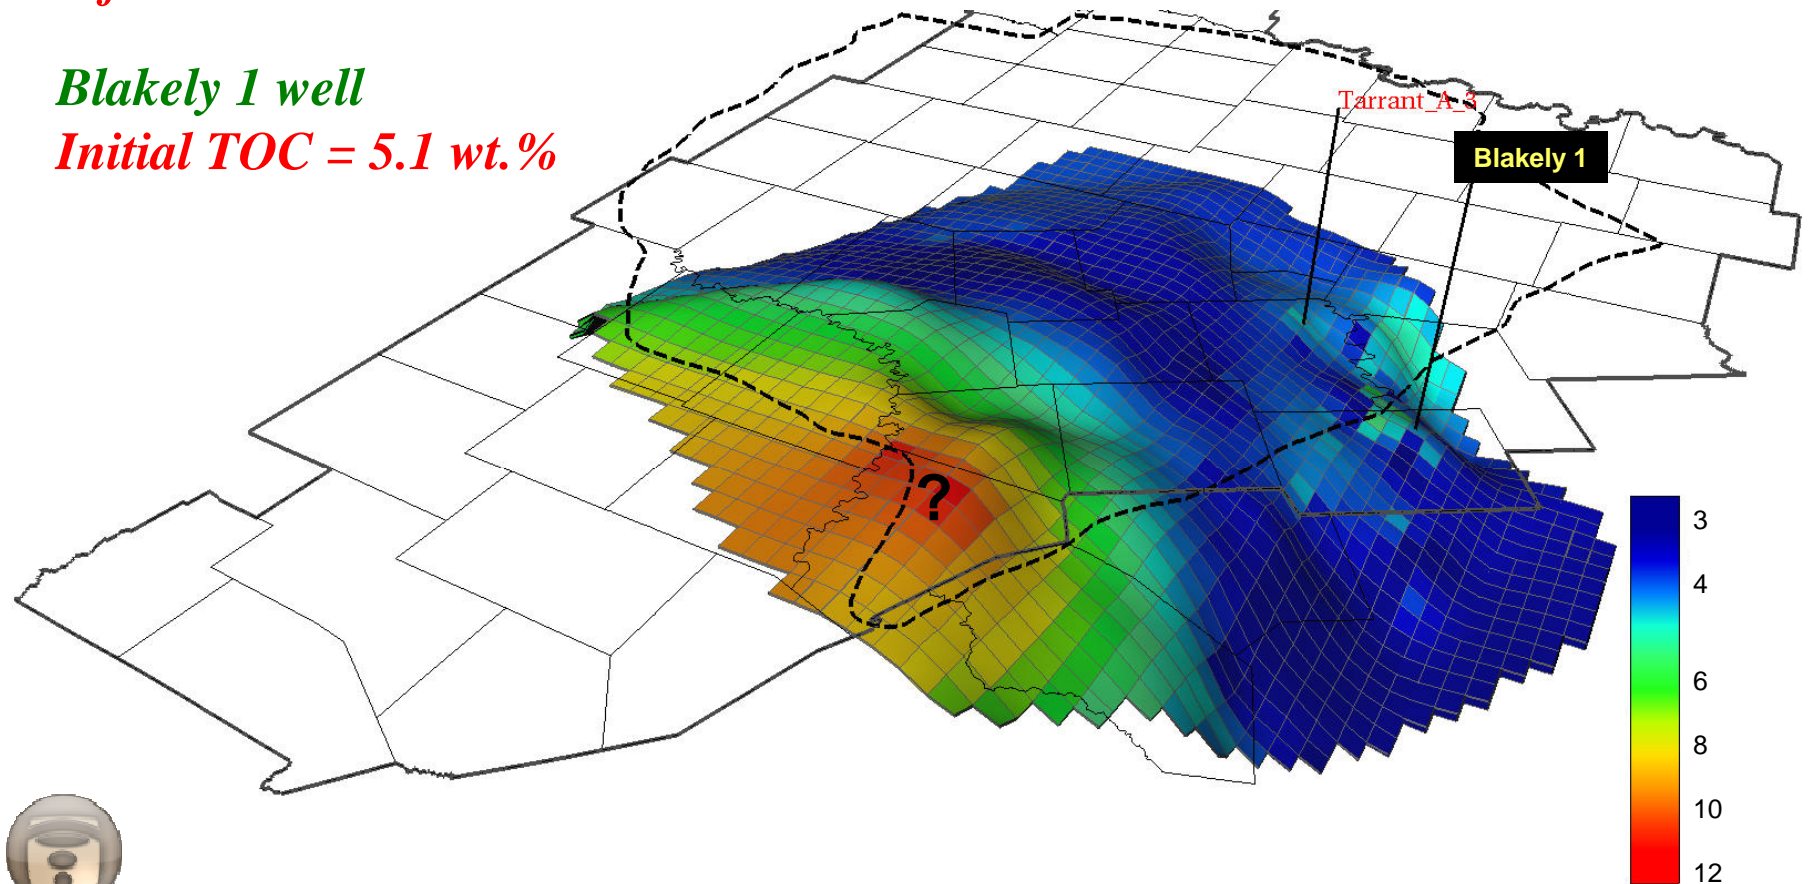 Blakely 1 well
Initial TOC = 5.1 wt.%
Tarrant_A_3
Blakely 1
?
3
4
6
8
10
12